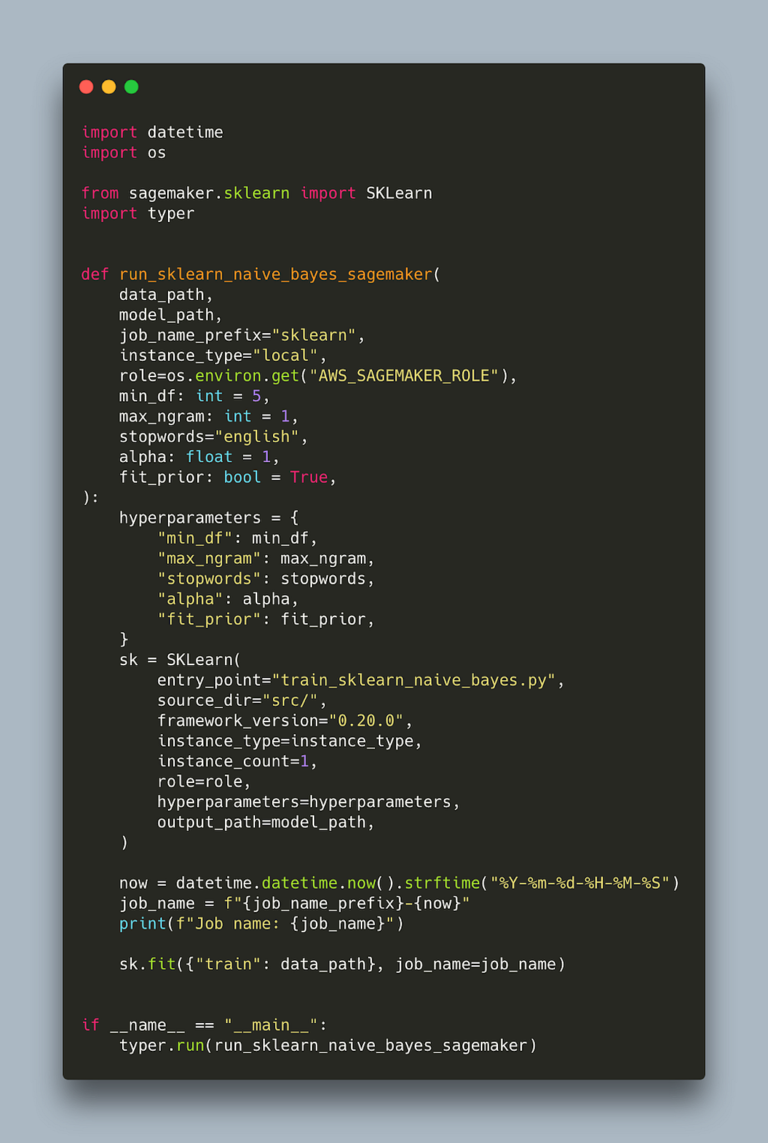 import datetime
import os

from sagemaker.sklearn import SKLearn
import typer


def run_sklearn_naive_bayes_sagemaker(
    data_path,
    model_path,
    job_name_prefix="sklearn",
    instance_type="local",
    role=os.environ.get("AWS_SAGEMAKER_ROLE"),
    min_df: int = 5,
    max_ngram: int = 1,
    stopwords="english",
    alpha: float = 1,
    fit_prior: bool = True,
):
    hyperparameters = {
        "min_df": min_df,
        "max_ngram": max_ngram,
        "stopwords": stopwords,
        "alpha": alpha,
        "fit_prior": fit_prior,
    }
    sk = SKLearn(
        entry_point="train_sklearn_naive_bayes.py",
        source_dir="src/",
        framework_version="0.20.0",
        instance_type=instance_type,
        instance_count=1,
        role=role,
        hyperparameters=hyperparameters,
        output_path=model_path,
    )

    now = datetime.datetime.now().strftime("%Y-%m-%d-%H-%M-%S")
    job_name = f"{job_name_prefix}-{now}"
    print(f"Job name: {job_name}")

    sk.fit({"train": data_path}, job_name=job_name)


if __name__ == "__main__":
    typer.run(run_sklearn_naive_bayes_sagemaker)